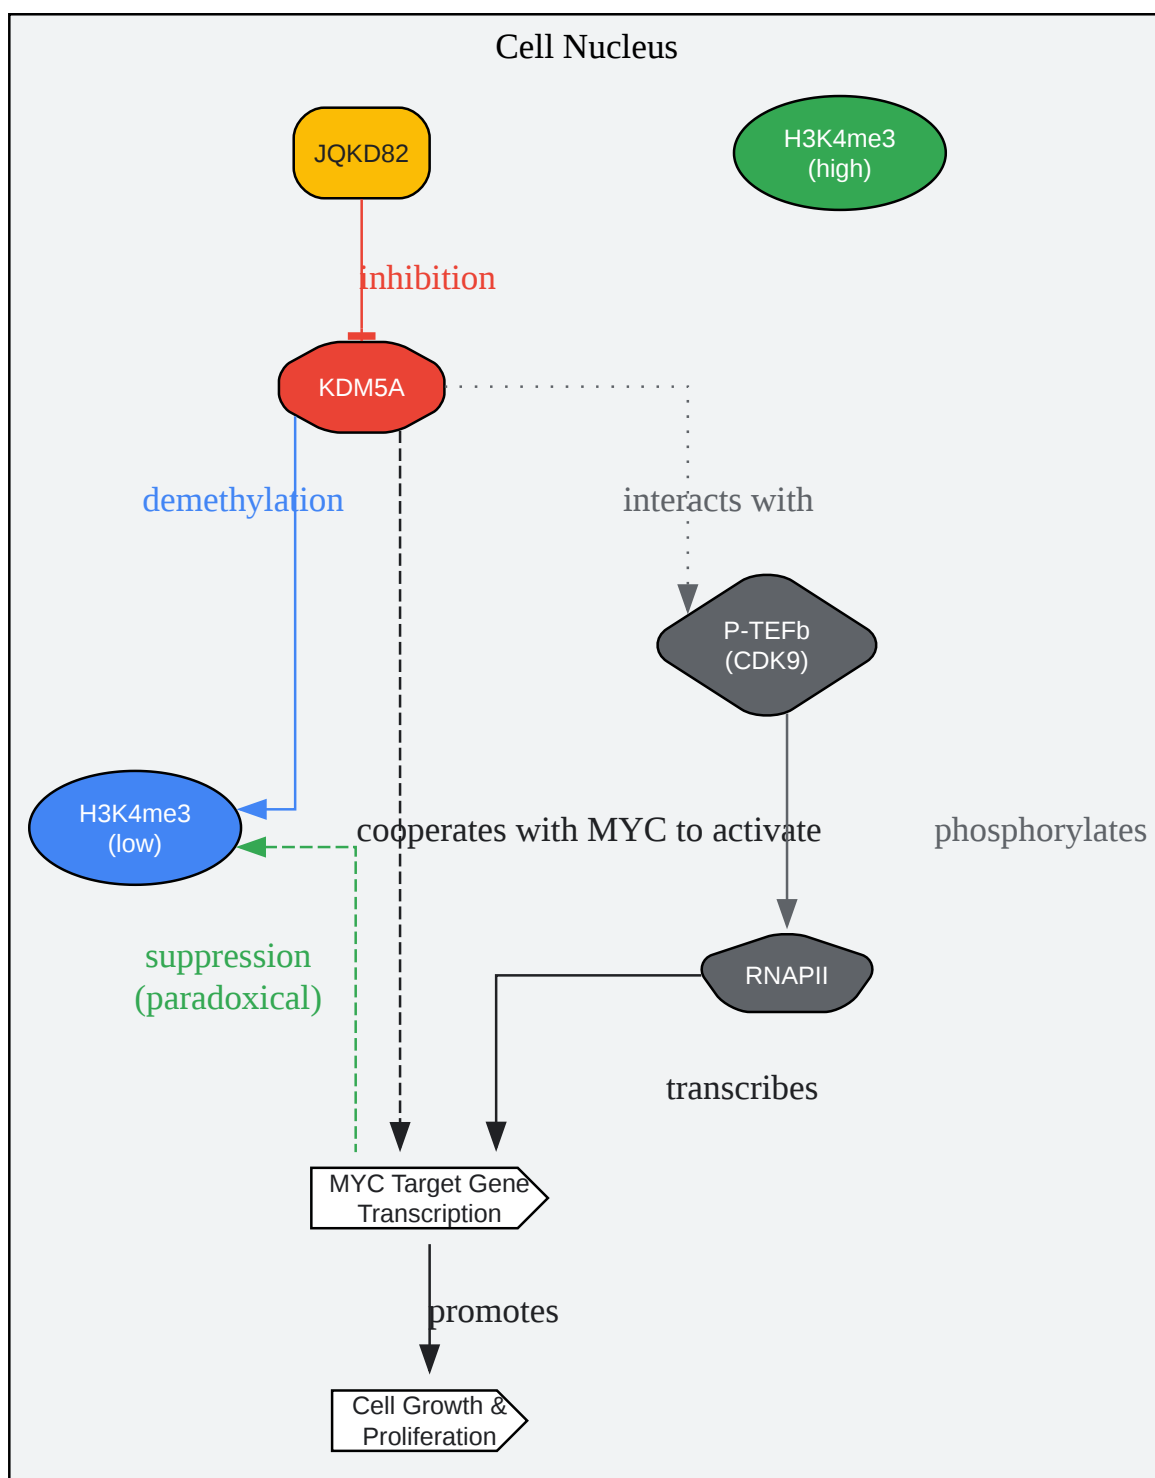 Cell Nucleus
JQKD82
H3K4me3
(high)
inhibition
KDM5A
demethylation
interacts with
P-TEFb
(CDK9)
H3K4me3
(low)
cooperates with MYC to activate
phosphorylates
suppression
(paradoxical)
RNAPII
transcribes
MYC Target Gene
Transcription
promotes
Cell Growth &
Proliferation